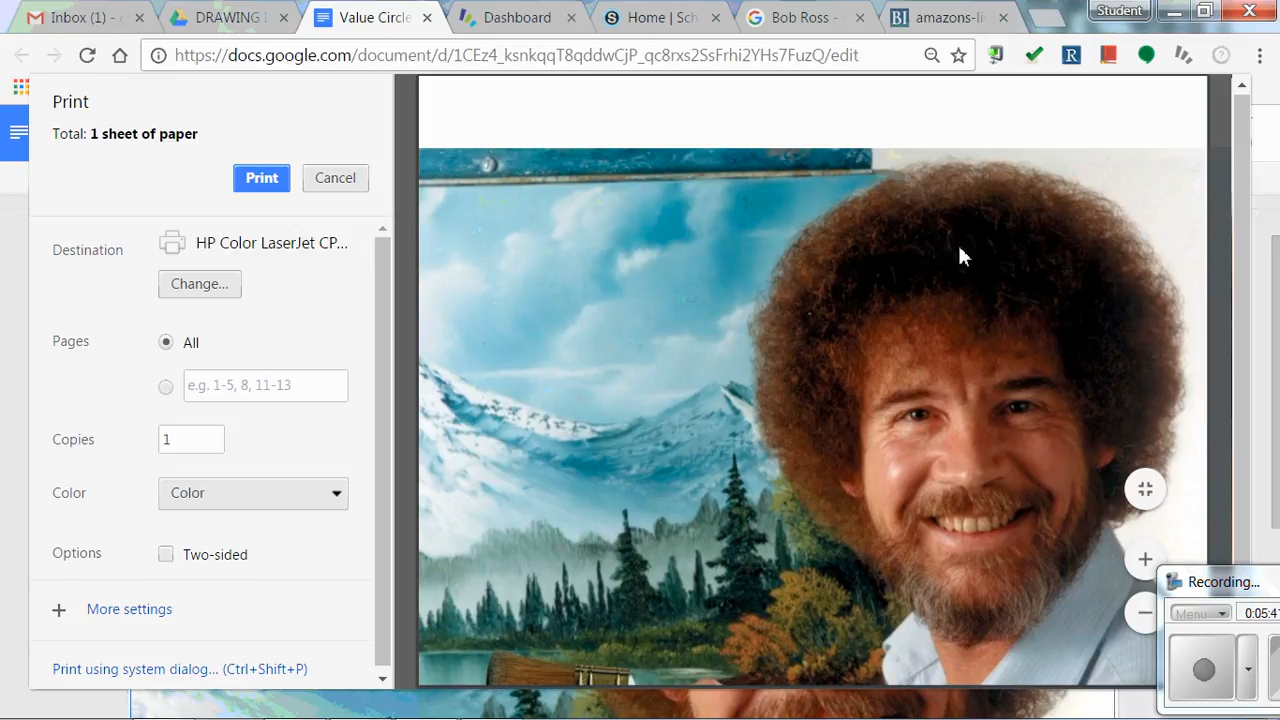 Inbox (1) -
DRAWING
Value Circle
Dashboard
Home | Sch
Bob Ross -
amazons-li
Student
https://docs.google.com/document/d/1CEz4_ksnkqqT8qddwCjP_qc8rxs2SsFrhi2YHs7FuzQ/edit
Print
Total: 1 sheet of paper
Print Cancel
Destination HP Color LaserJet CP...
Change...
Pages All
e.g. 1-5, 8, 11-13
Copies 1
Color Color
Options Two-sided
+ More settings
Print using system dialog... (Ctrl+Shift+P)
Recording...
Menu 0:05:4